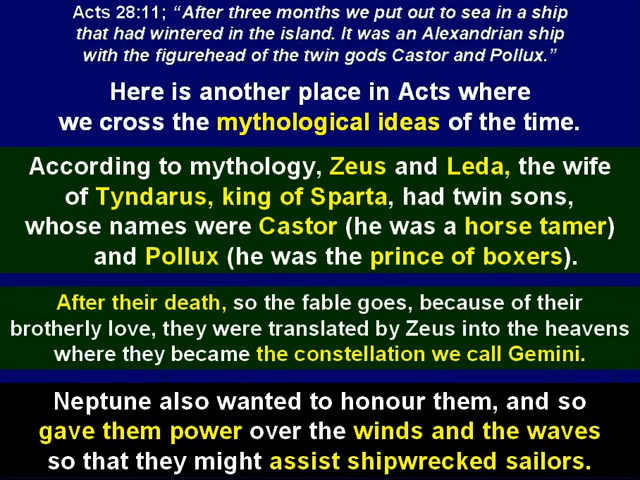 Acts 28:11; “After three months we put out to sea in a ship
that had wintered in the island. It was an Alexandrian ship
with the figurehead of the twin gods Castor and Pollux.”
Here is another place in Acts where
we cross the mythological ideas of the time.
According to mythology, Zeus and Leda, the wife
of Tyndarus, king of Sparta, had twin sons,
whose names were Castor (he was a horse tamer)
and Pollux (he was the prince of boxers).
After their death, so the fable goes, because of their
brotherly love, they were translated by Zeus into the heavens
where they became the constellation we call Gemini.
Neptune also wanted to honour them, and so
gave them power over the winds and the waves
so that they might assist shipwrecked sailors.